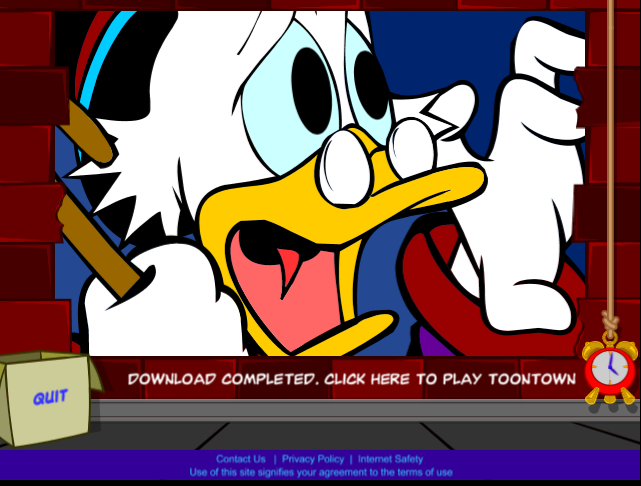 DOWNLOAD COMPLETED. CLICK HERE TO PLAY TOONTOWN
QUIT
Contact Us | Privacy Policy | Internet Safety
Use of this site signifies your agreement to the terms of use